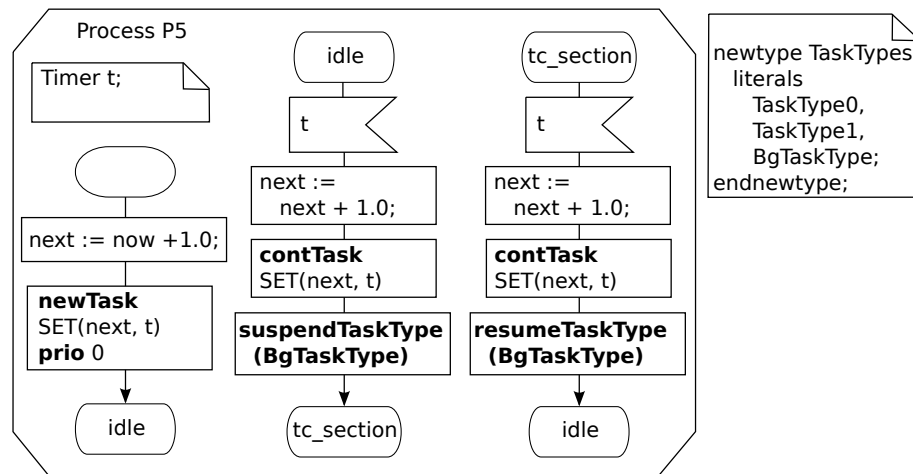 Process P5
Timer t;
next := now +1.0;
newTask
SET(next, t)
prio 0
idle
idle
t
next :=
next + 1.0;
contTask
SET(next, t)
suspendTaskType
(BgTaskType)
tc_section
tc_section
t
next :=
next + 1.0;
contTask
SET(next, t)
resumeTaskType
(BgTaskType)
idle
newtype TaskTypes
literals
TaskType0,
TaskType1,
BgTaskType;
endnewtype;